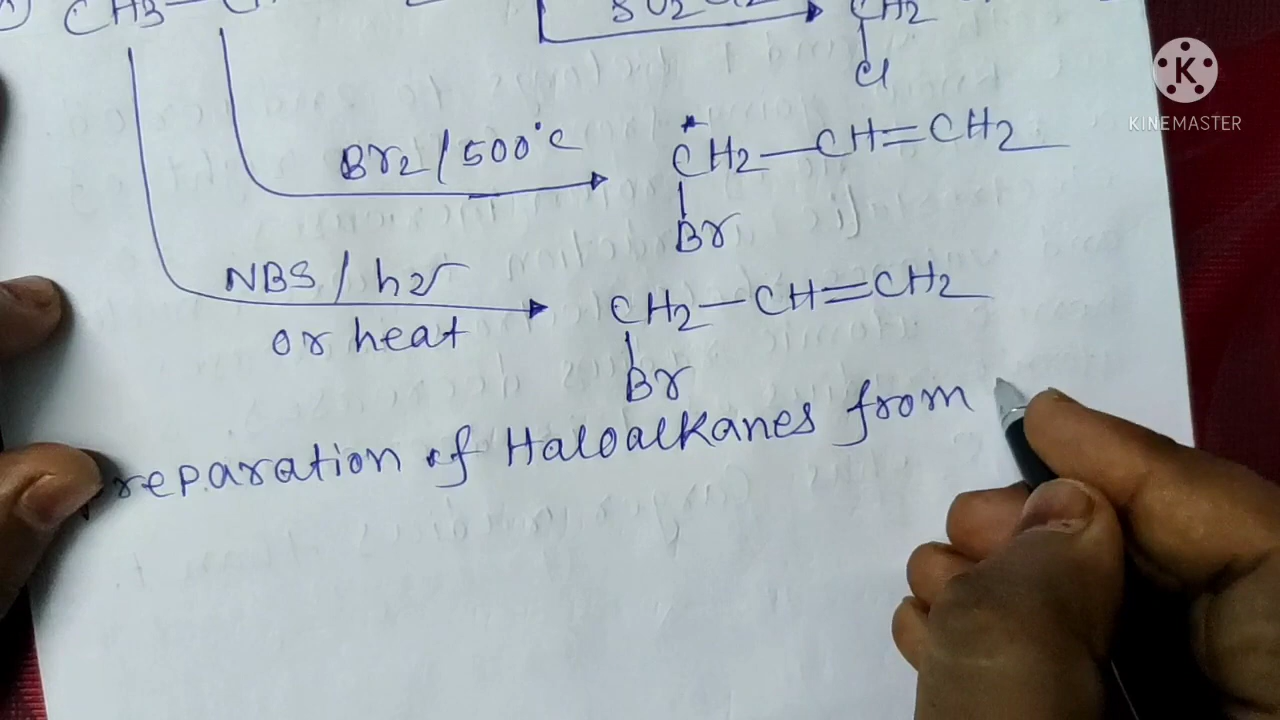 CH3—
CH2
Cl
Br2/500°C
*
CH2—CH=CH2
Br
KINEMASTER
NBS/hν
or heat
CH2—CH=CH2
Br
reparation of Haloalkanes from